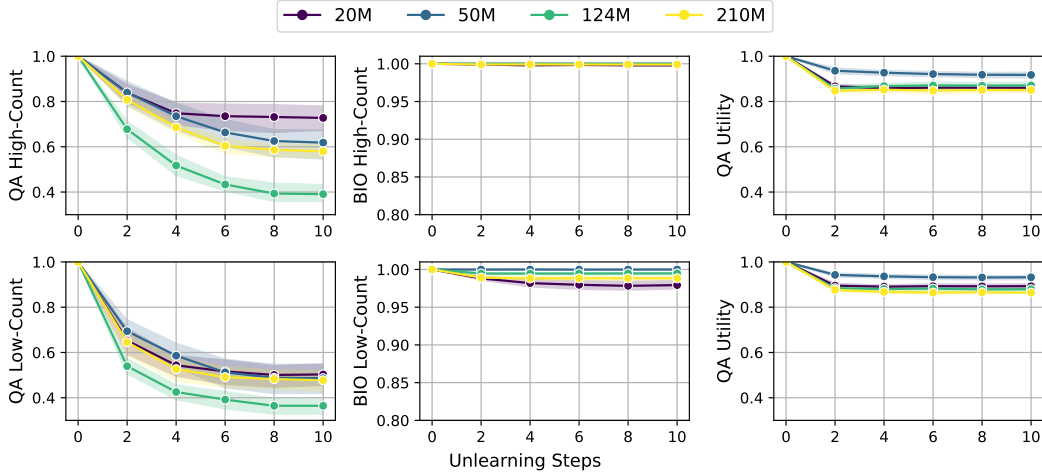 20M 50M 124M 210M
QA High-Count
1.0
0.8
0.6
0.4
0 2 4 6 8 10
BIO High-Count
1.00
0.95
0.90
0.85
0.80
0 2 4 6 8 10
QA Utility
1.0
0.8
0.6
0.4
0 2 4 6 8 10
QA Low-Count
1.0
0.8
0.6
0.4
0 2 4 6 8 10
BIO Low-Count
1.00
0.95
0.90
0.85
0.80
0 2 4 6 8 10
QA Utility
1.0
0.8
0.6
0.4
0 2 4 6 8 10
Unlearning Steps